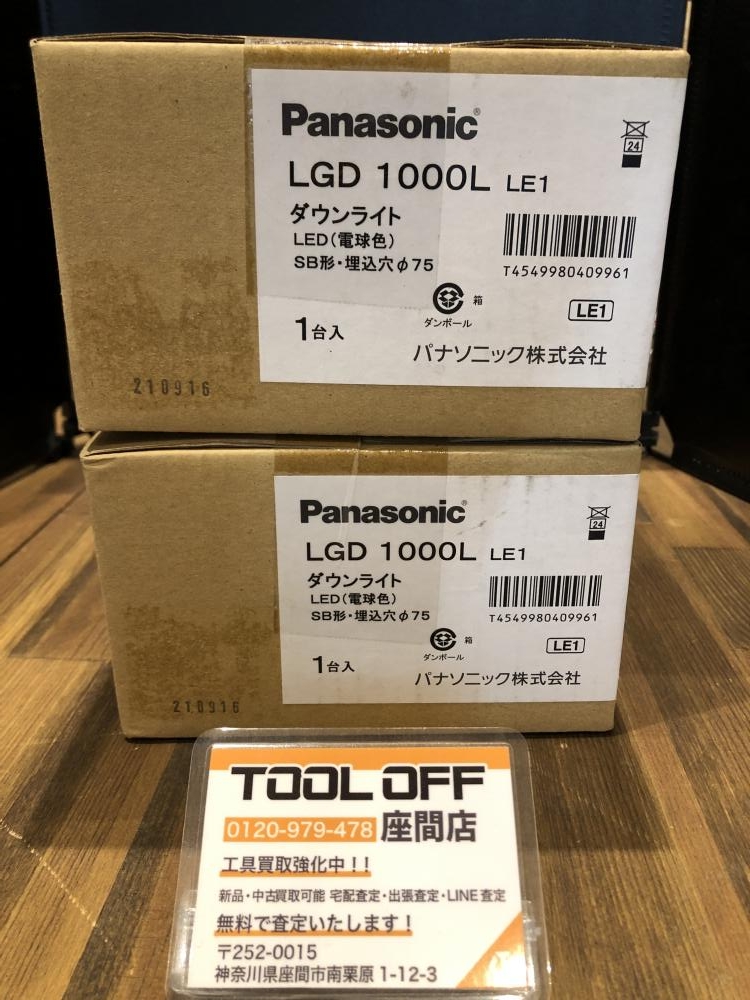 Panasonic®
LGD 1000L LE1
ダウンライト
LED(電球色)
SB形・埋込穴φ75
24
T4549980409961
箱
ダンボール
LE1
1台入
パナソニック株式会社
210916
Panasonic®
LGD 1000L LE1
ダウンライト
LED(電球色)
SB形・埋込穴φ75
24
T4549980409961
箱
ダンボール
LE1
1台入
パナソニック株式会社
210916
TOOL OFF
0120-979-478 座間店
工具買取強化中!!
新品・中古買取可能 宅配査定・出張査定・LINE査定
無料で査定いたします!
〒252-0015
神奈川県座間市南栗原1-12-3